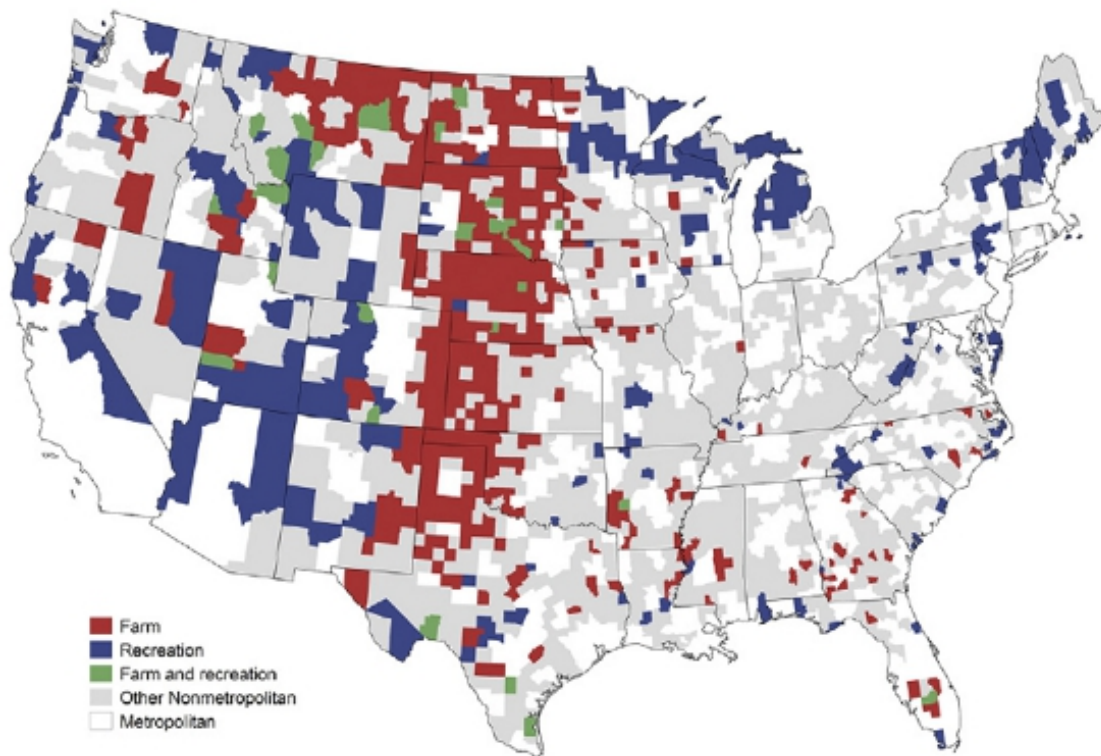 Farm
Recreation
Farm and recreation
Other Nonmetropolitan
Metropolitan